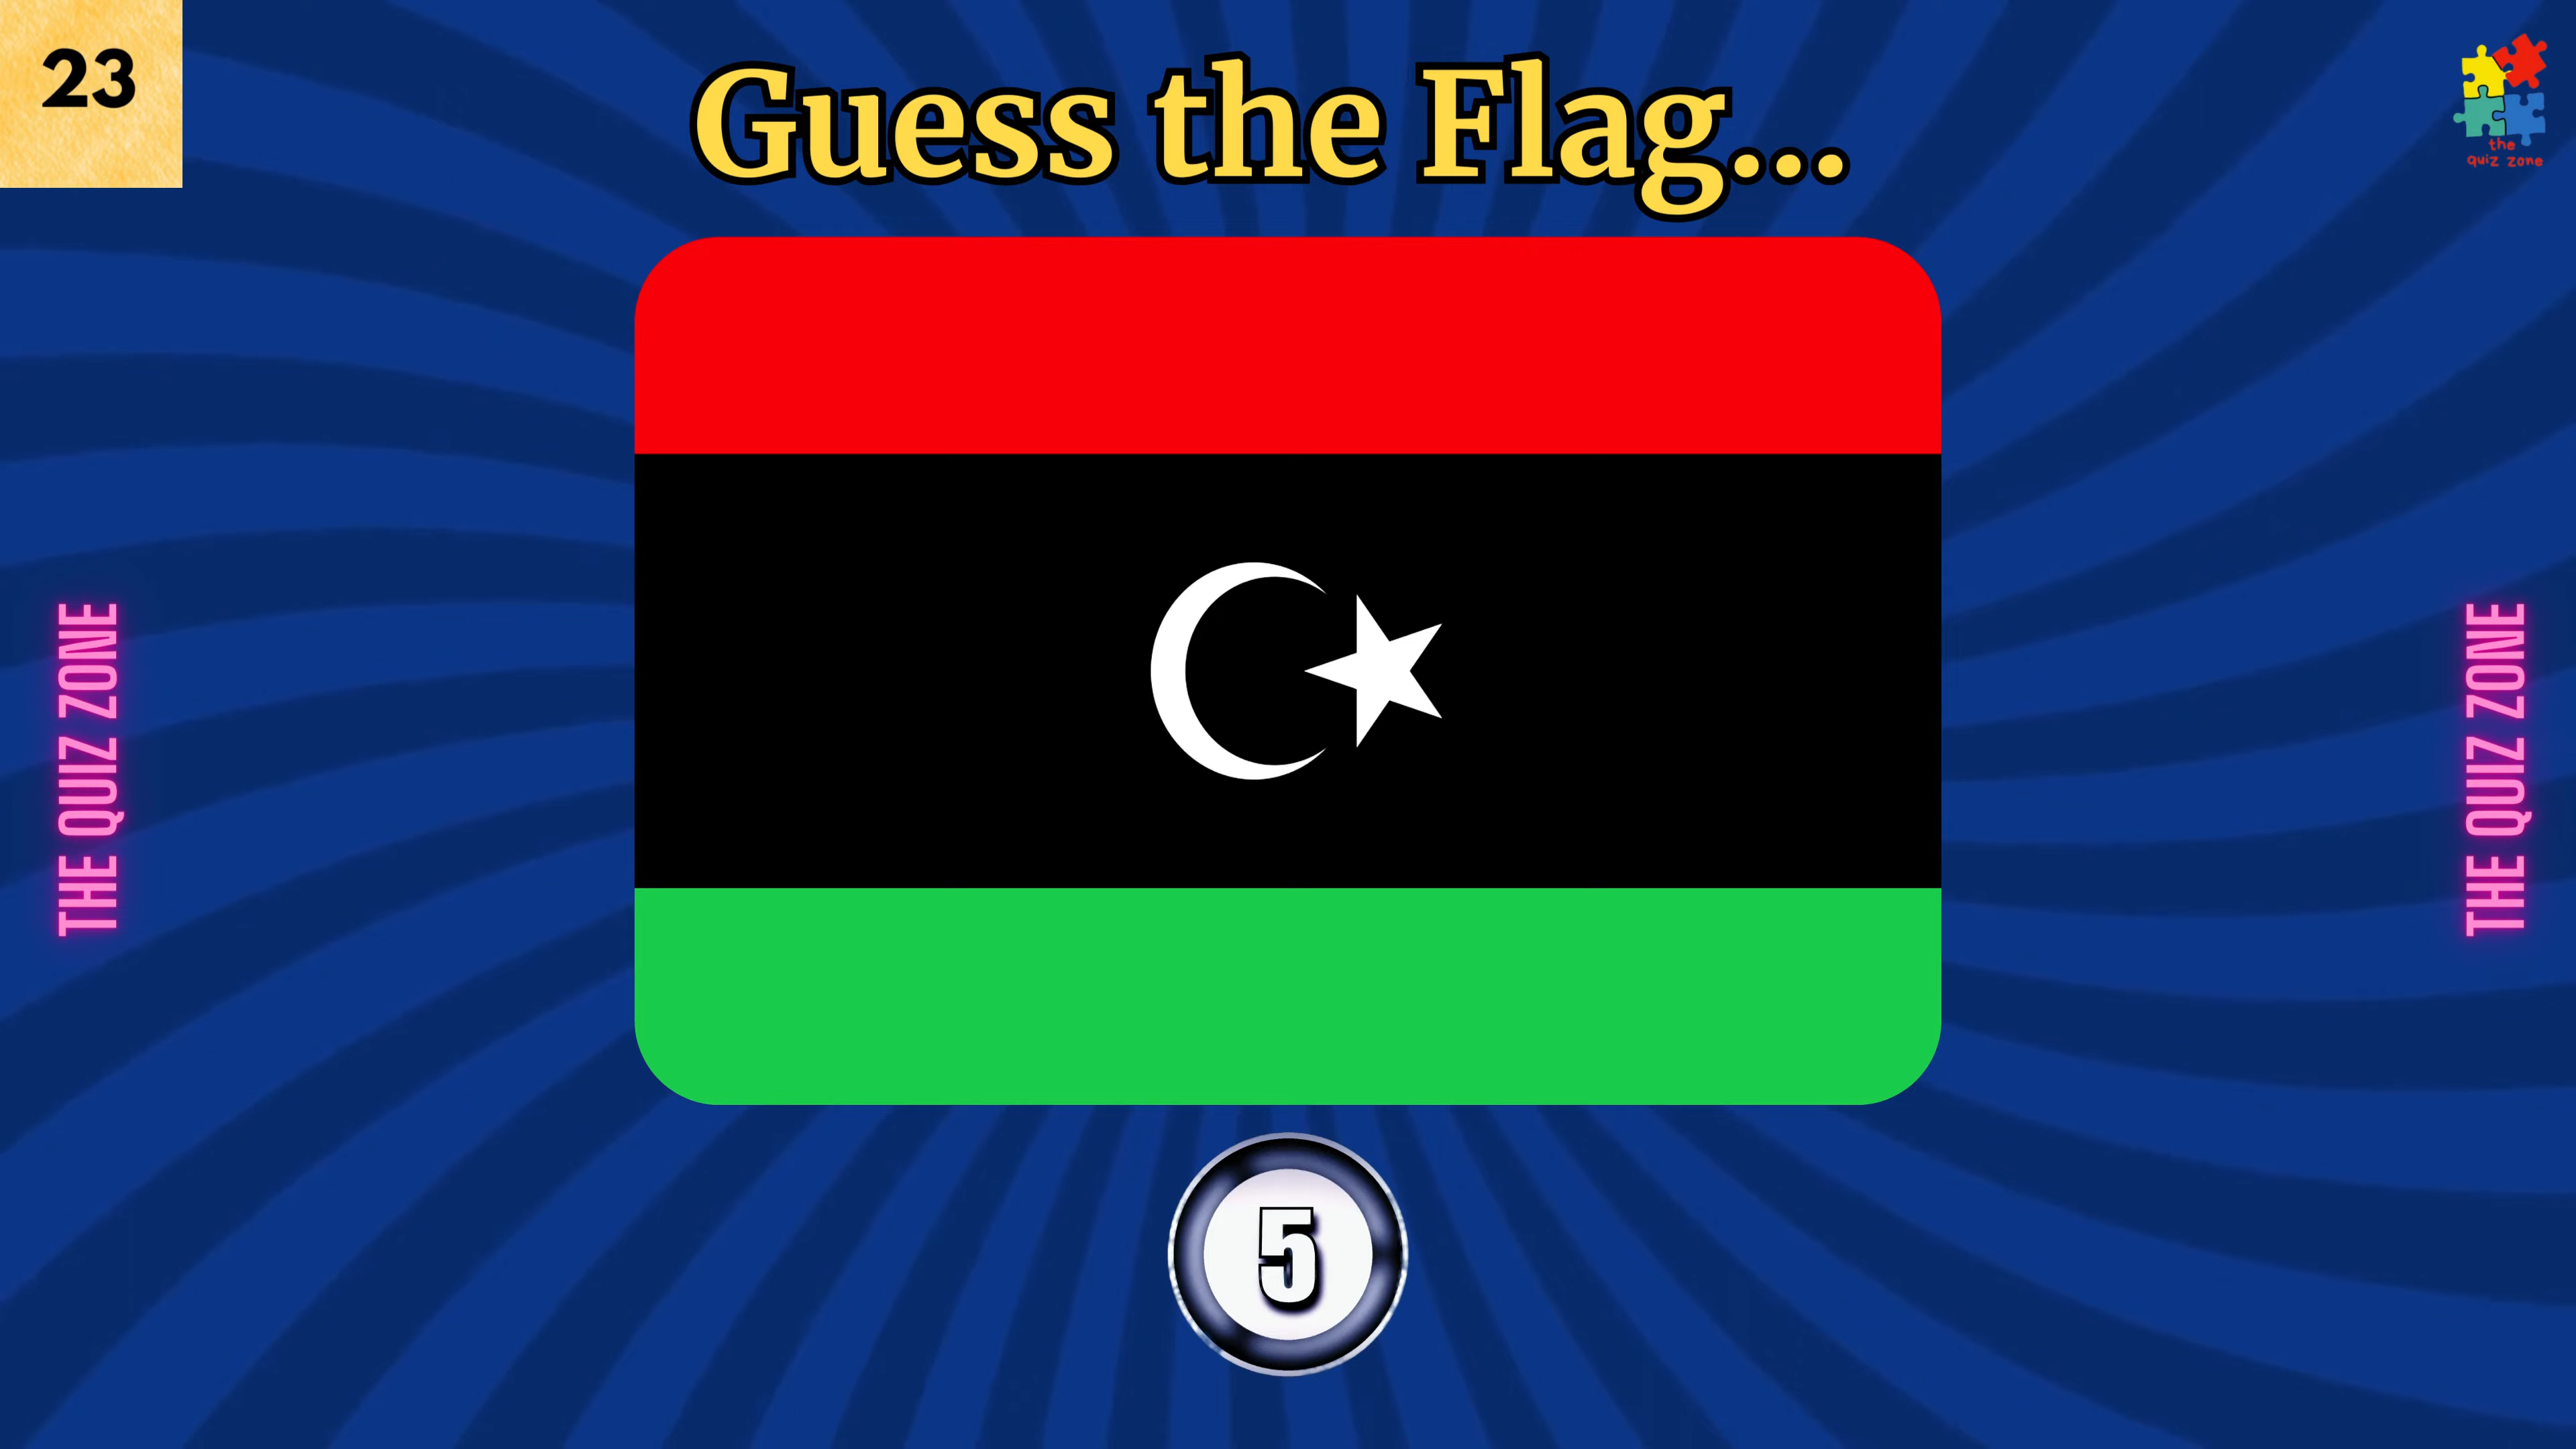 23
Guess the Flag...
the
quiz zone
THE QUIZ ZONE
THE QUIZ ZONE
5